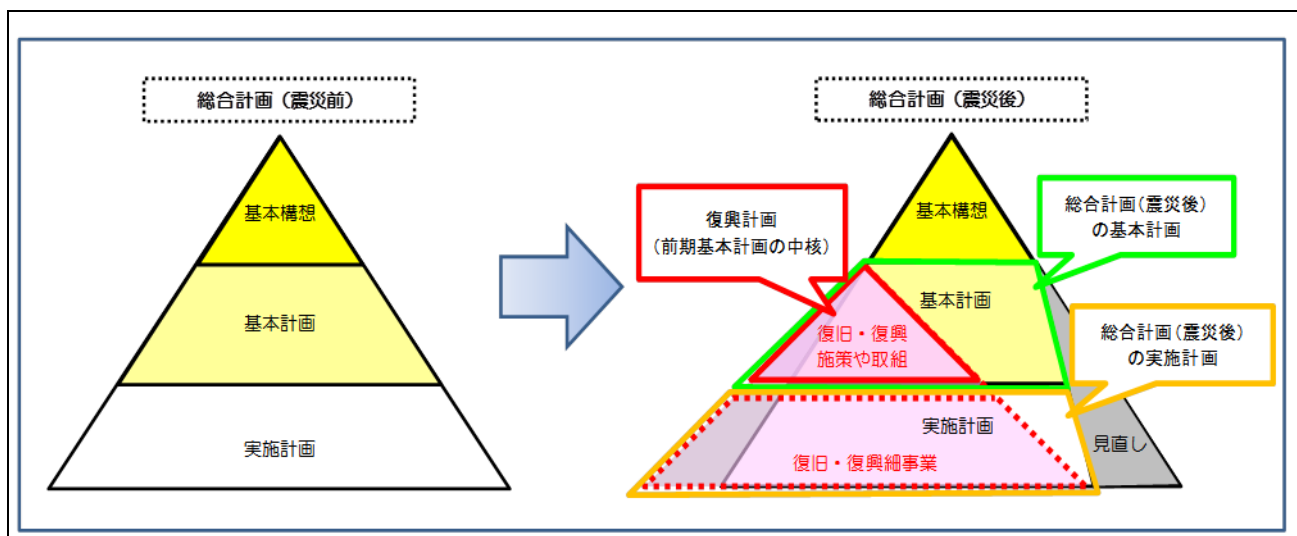 総合計画（震災前）
基本構想
基本計画
実施計画
総合計画（震災後）
基本構想
復興計画
(前期基本計画の中核)
総合計画(震災後)
の基本計画
基本計画
復旧・復興
施策や取組
総合計画(震災後)
の実施計画
実施計画
復旧・復興細事業
見直し